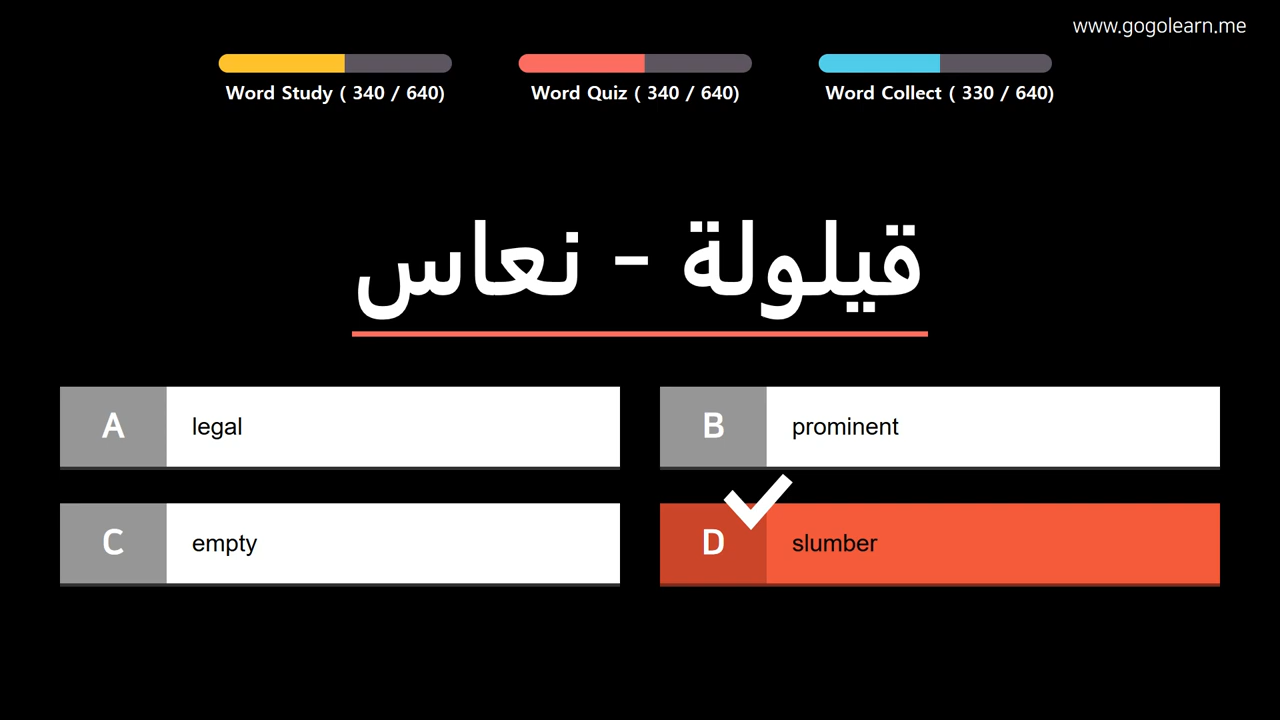 www.gogolearn.me
Word Study ( 340 / 640)
Word Quiz ( 340 / 640)
Word Collect ( 330 / 640)
قيلولة - نعاس
A legal
B prominent
C empty
D slumber